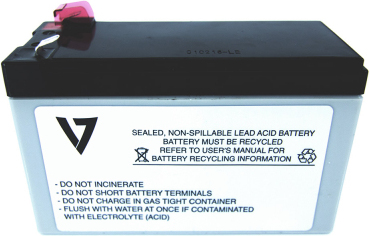 V7
SEALED, NON-SPILLABLE LEAD ACID BATTERY
BATTERY MUST BE RECYCLED
REFER TO USER'S MANUAL FOR
BATTERY RECYCLING INFORMATION
- DO NOT INCINERATE
- DO NOT SHORT BATTERY TERMINALS
- DO NOT CHARGE IN GAS TIGHT CONTAINER
- FLUSH WITH WATER AT ONCE IF CONTAMINATED
WITH ELECTROLYTE (ACID)